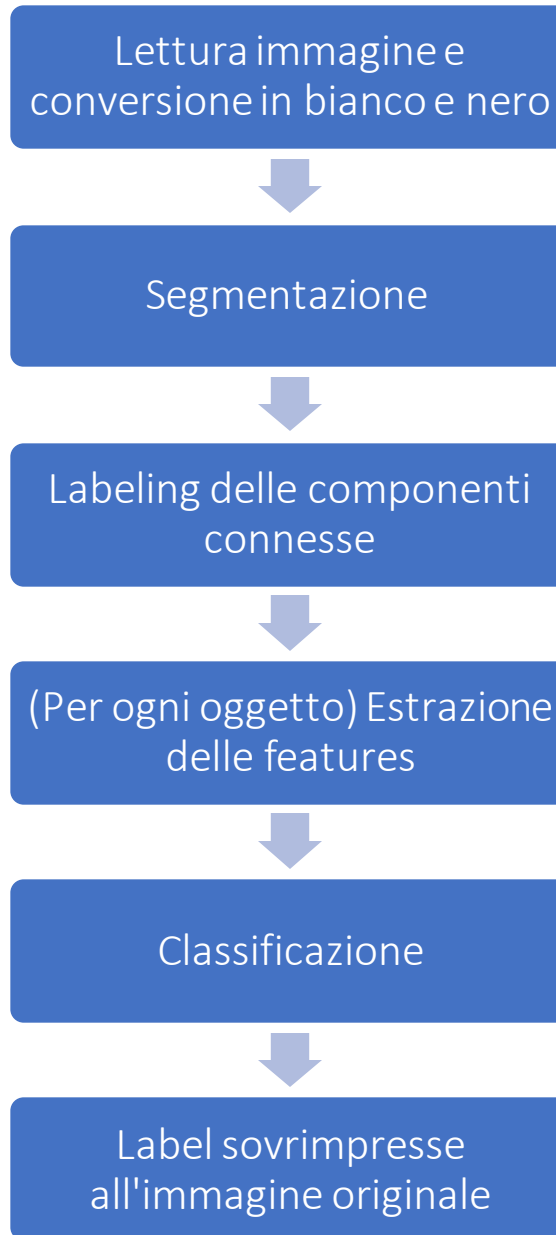 Lettura immagine e
conversione in bianco e nero
Segmentazione
Labeling delle componenti
connesse
(Per ogni oggetto) Estrazione
delle features
Classificazione
Label sovrimpresse
all'immagine originale